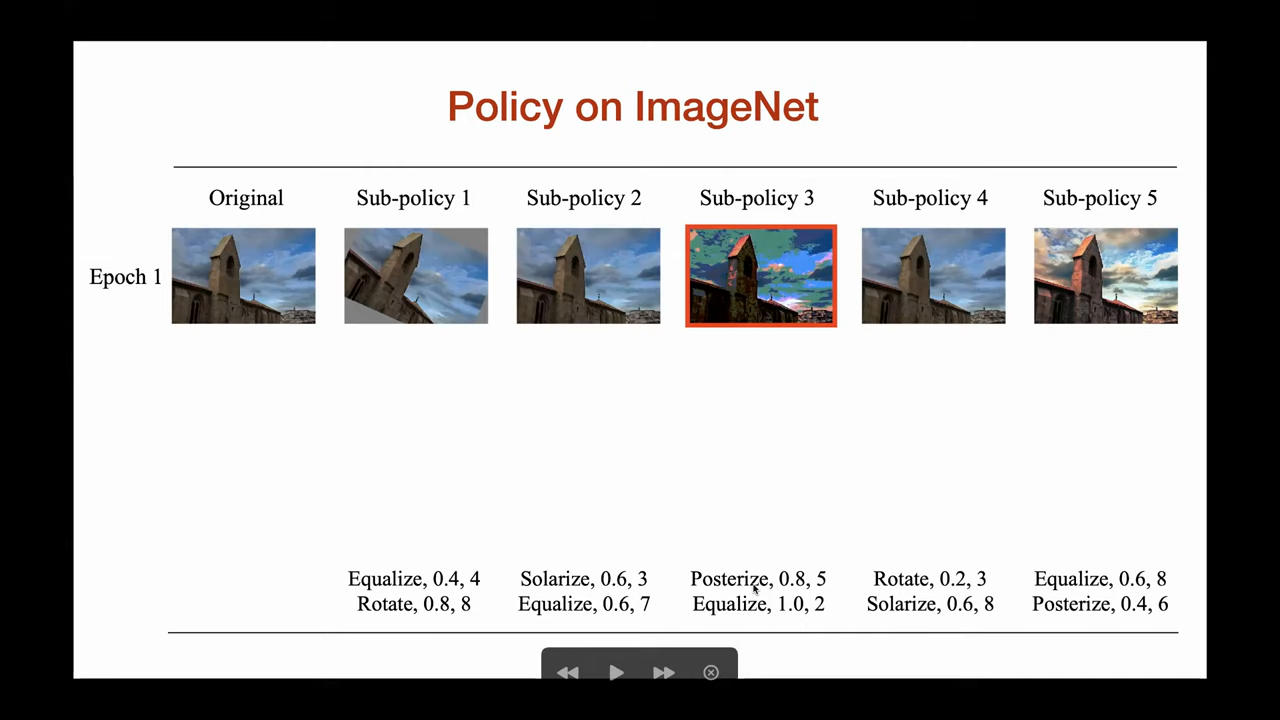 Policy on ImageNet
Original Sub-policy 1 Sub-policy 2 Sub-policy 3 Sub-policy 4 Sub-policy 5
Epoch 1
Equalize, 0.4, 4 Solarize, 0.6, 3 Posterize, 0.8, 5 Rotate, 0.2, 3 Equalize, 0.6, 8
Rotate, 0.8, 8 Equalize, 0.6, 7 Equalize, 1.0, 2 Solarize, 0.6, 8 Posterize, 0.4, 6